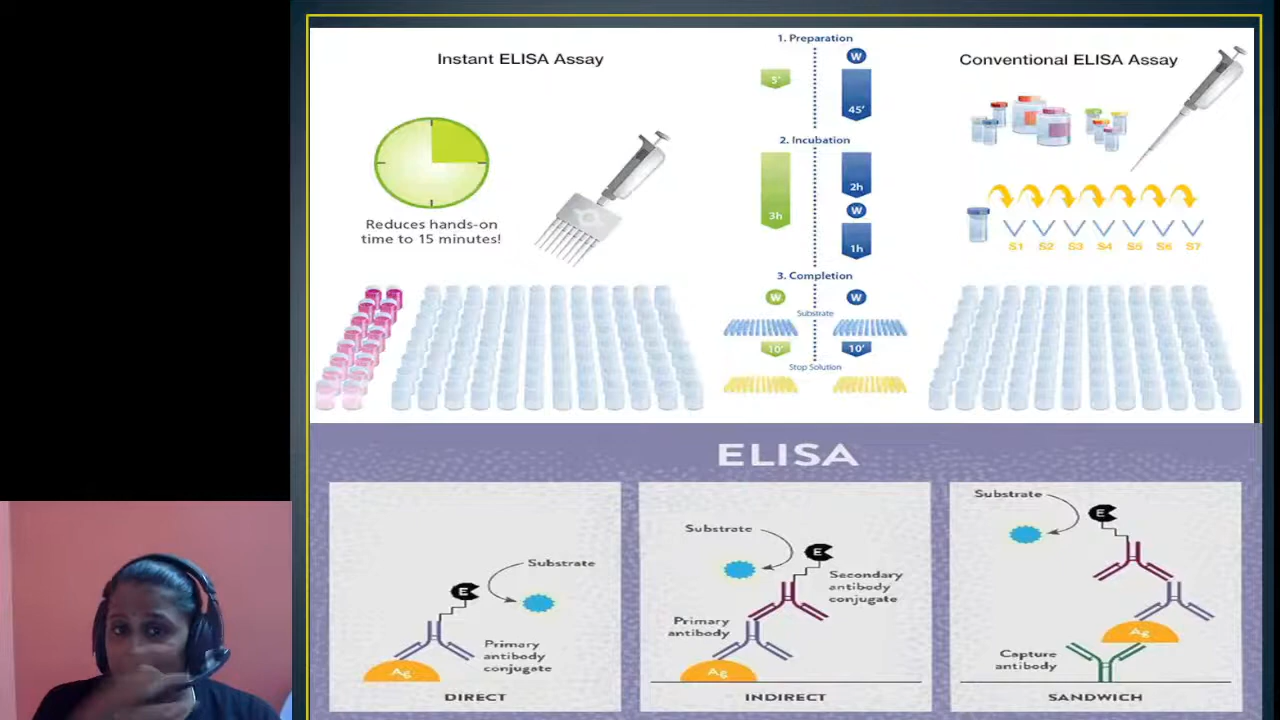 Instant ELISA Assay
Reduces hands-on
time to 15 minutes!
1. Preparation
W
5'
45'
2. Incubation
2h
W
3h
1h
3. Completion
W
W
Substrate
10'
10'
Stop Solution
Conventional ELISA Assay
S1 S2 S3 S4 S5 S6 S7
ELISA
E
Substrate
Primary
antibody
conjugate
Ag
DIRECT
Substrate
E
Secondary
antibody
conjugate
Primary
antibody
Ag
INDIRECT
Substrate
E
Ag
Capture
antibody
SANDWICH